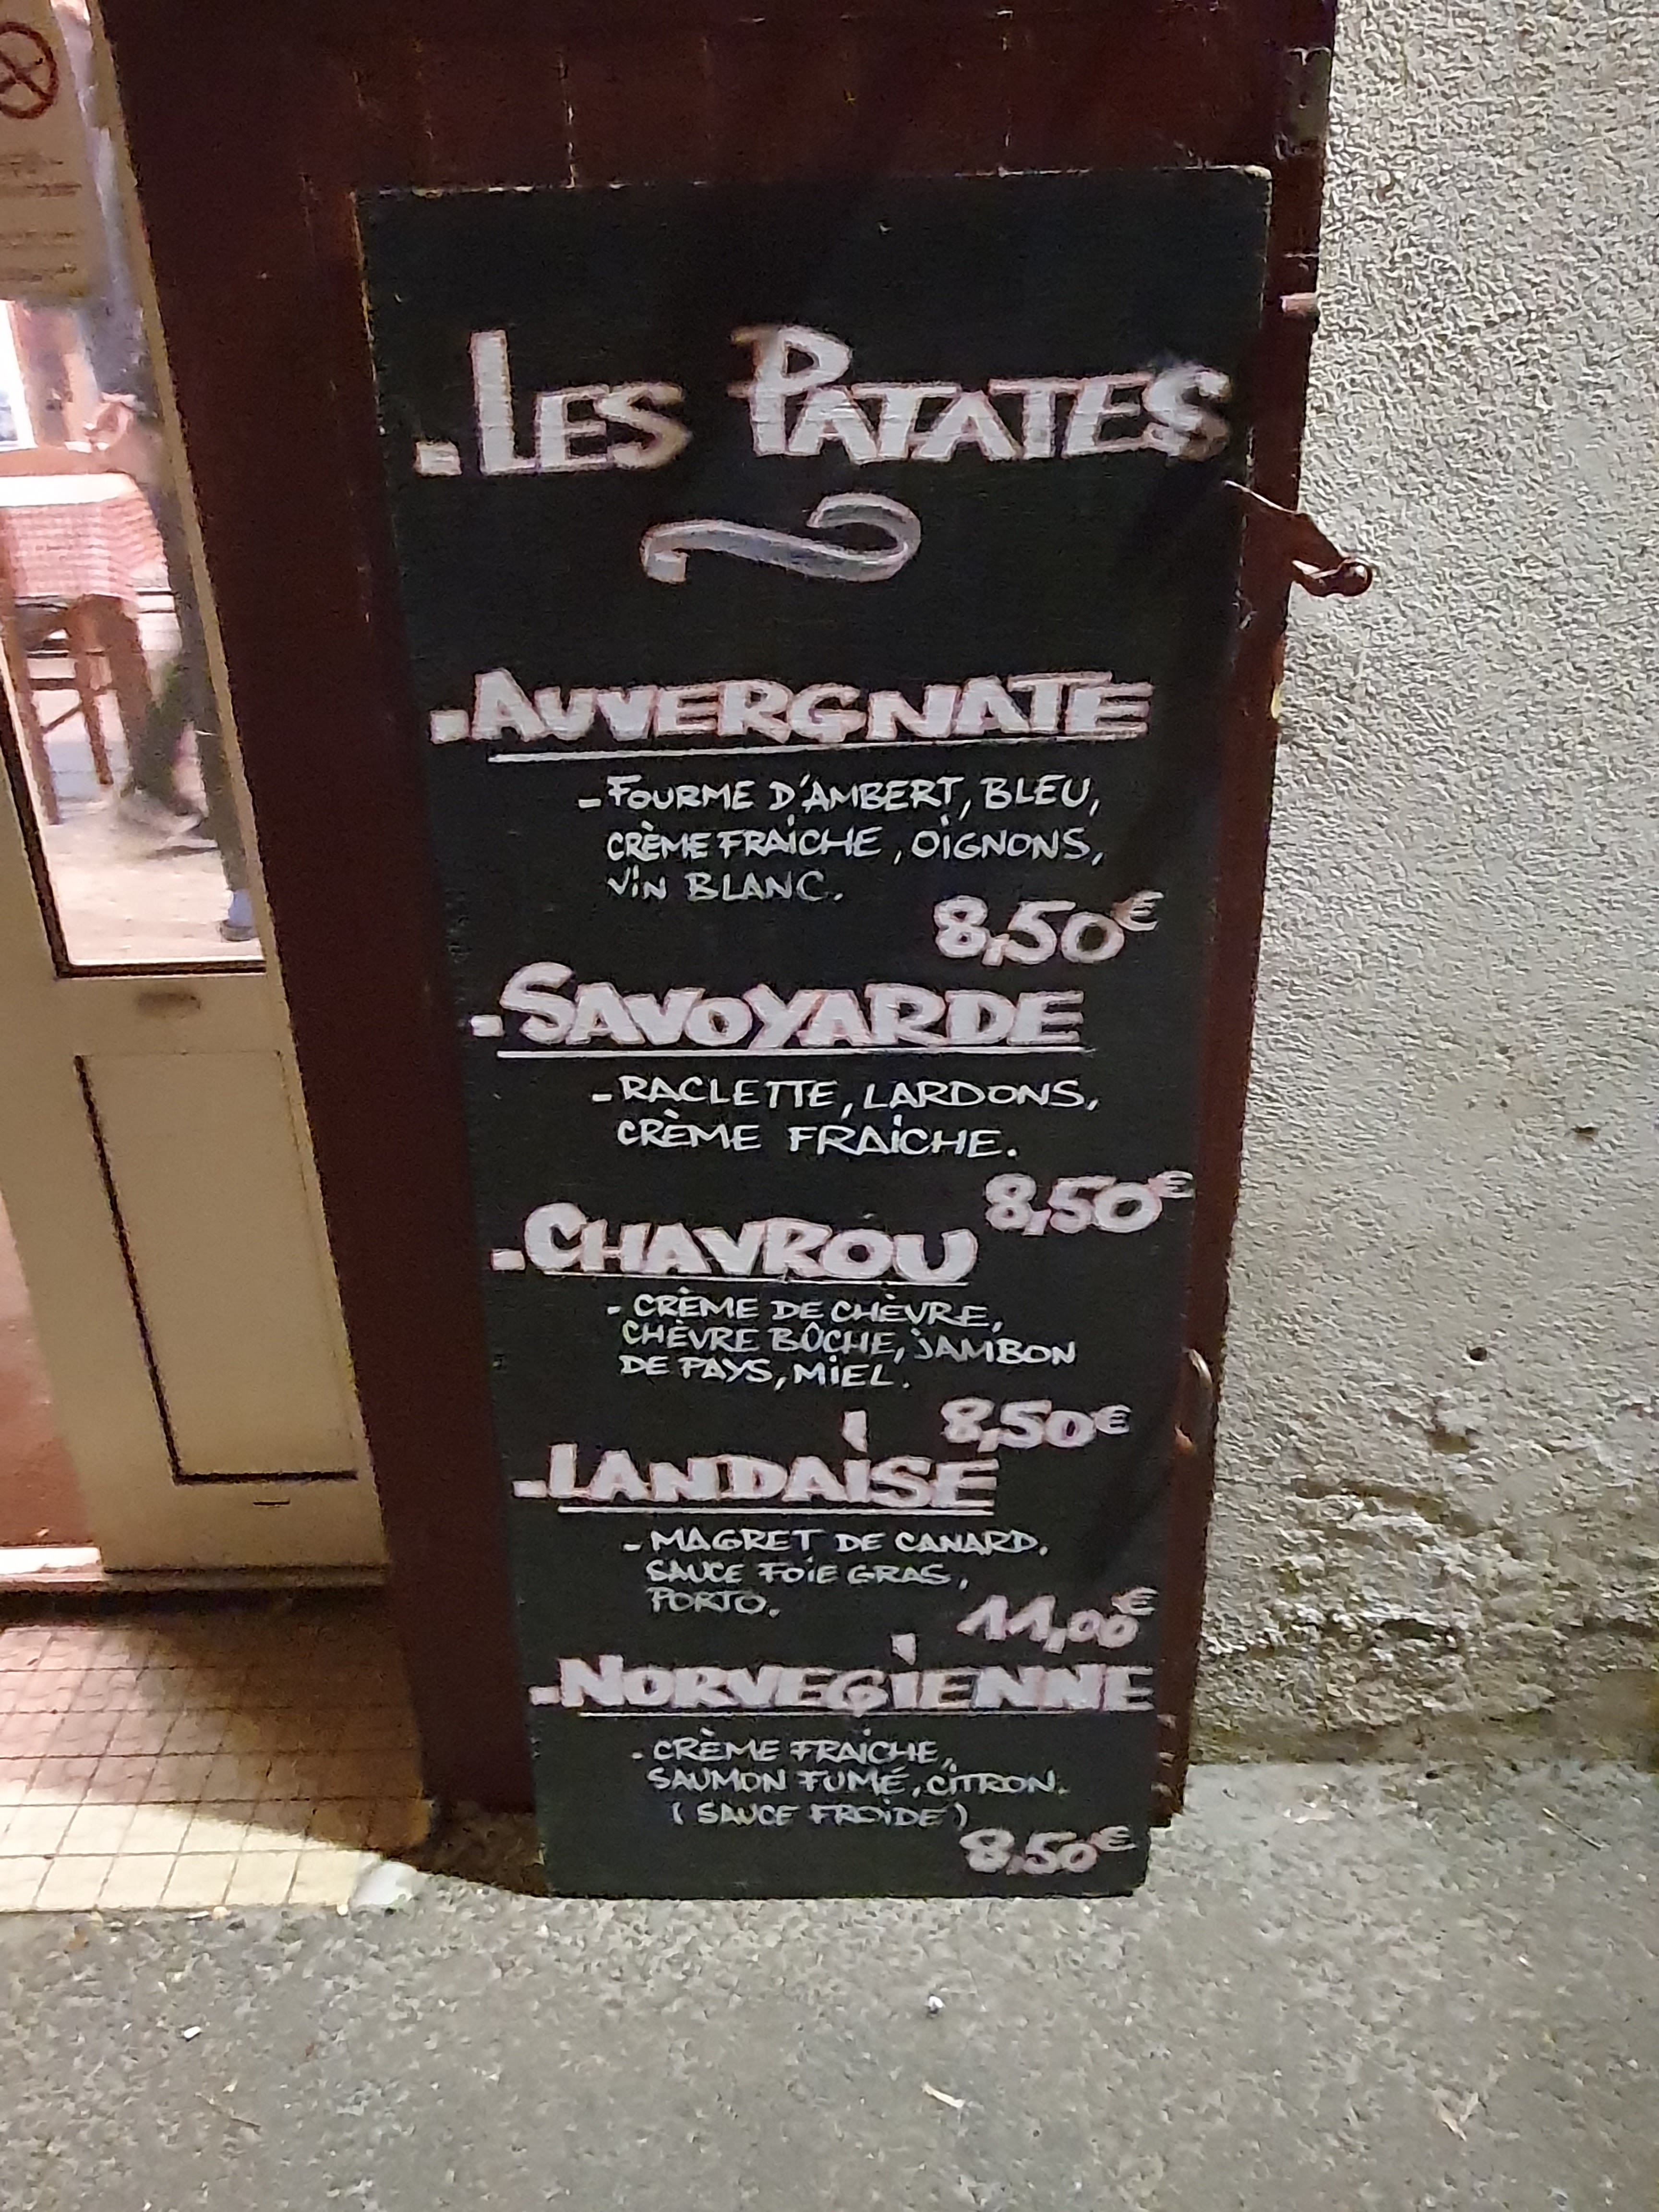 .LES PATATES
.AUVERGNATE
- FOURME D'AMBERT, BLEU,
CRÈME FRAiCHE, OiGNONS,
ViN BLANC.
8,50€
.SAVOYARDE
- RACLETTE, LARDONS,
CRÈME FRAiCHE.
8,50€
.CHAVROU
- CRÈME DE CHÈVRE,
CHÈVRE BÛCHE, JAMBON
DE PAYS, MiEL.
8,50€
.LANDAiSE
- MAGRET DE CANARD.
SAUCE FOiE GRAS,
PORTO.
11,00€
.NORVEGiENNE
- CRÈME FRAiCHE,
SAUMON FUMÉ, CiTRON.
( SAUCE FROiDE )
8,50€